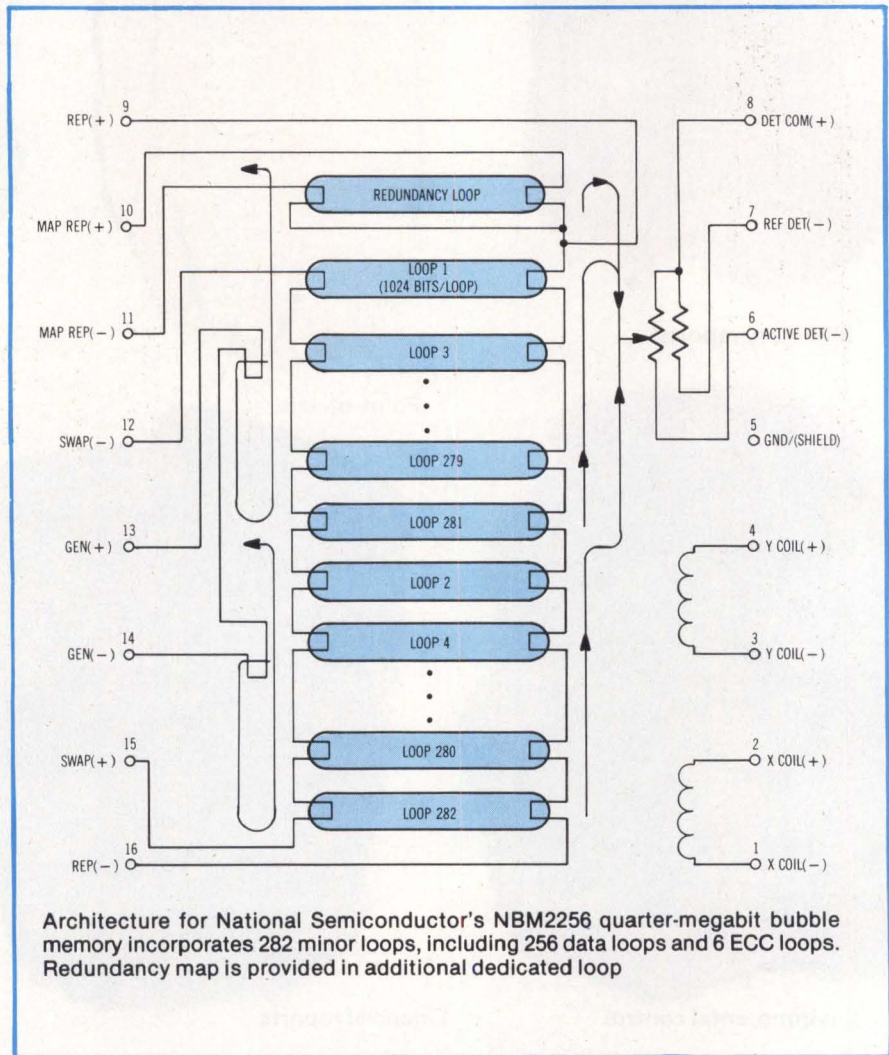 9
REP(+)
8
DET COM(+)
REDUNDANCY LOOP
10
MAP REP(+)
7
REF DET(-)
LOOP 1
(1024 BITS/LOOP)
11
MAP REP(-)
6
ACTIVE DET(-)
LOOP 3
12
SWAP(-)
5
GND/(SHIELD)
LOOP 279
LOOP 281
13
GEN(+)
4
Y COIL(+)
LOOP 2
14
GEN(-)
3
Y COIL(-)
LOOP 4
15
SWAP(+)
2
X COIL(+)
LOOP 280
LOOP 282
16
REP(-)
1
X COIL(-)
Architecture for National Semiconductor's NBM2256 quarter-megabit bubble
memory incorporates 282 minor loops, including 256 data loops and 6 ECC loops.
Redundancy map is provided in additional dedicated loop